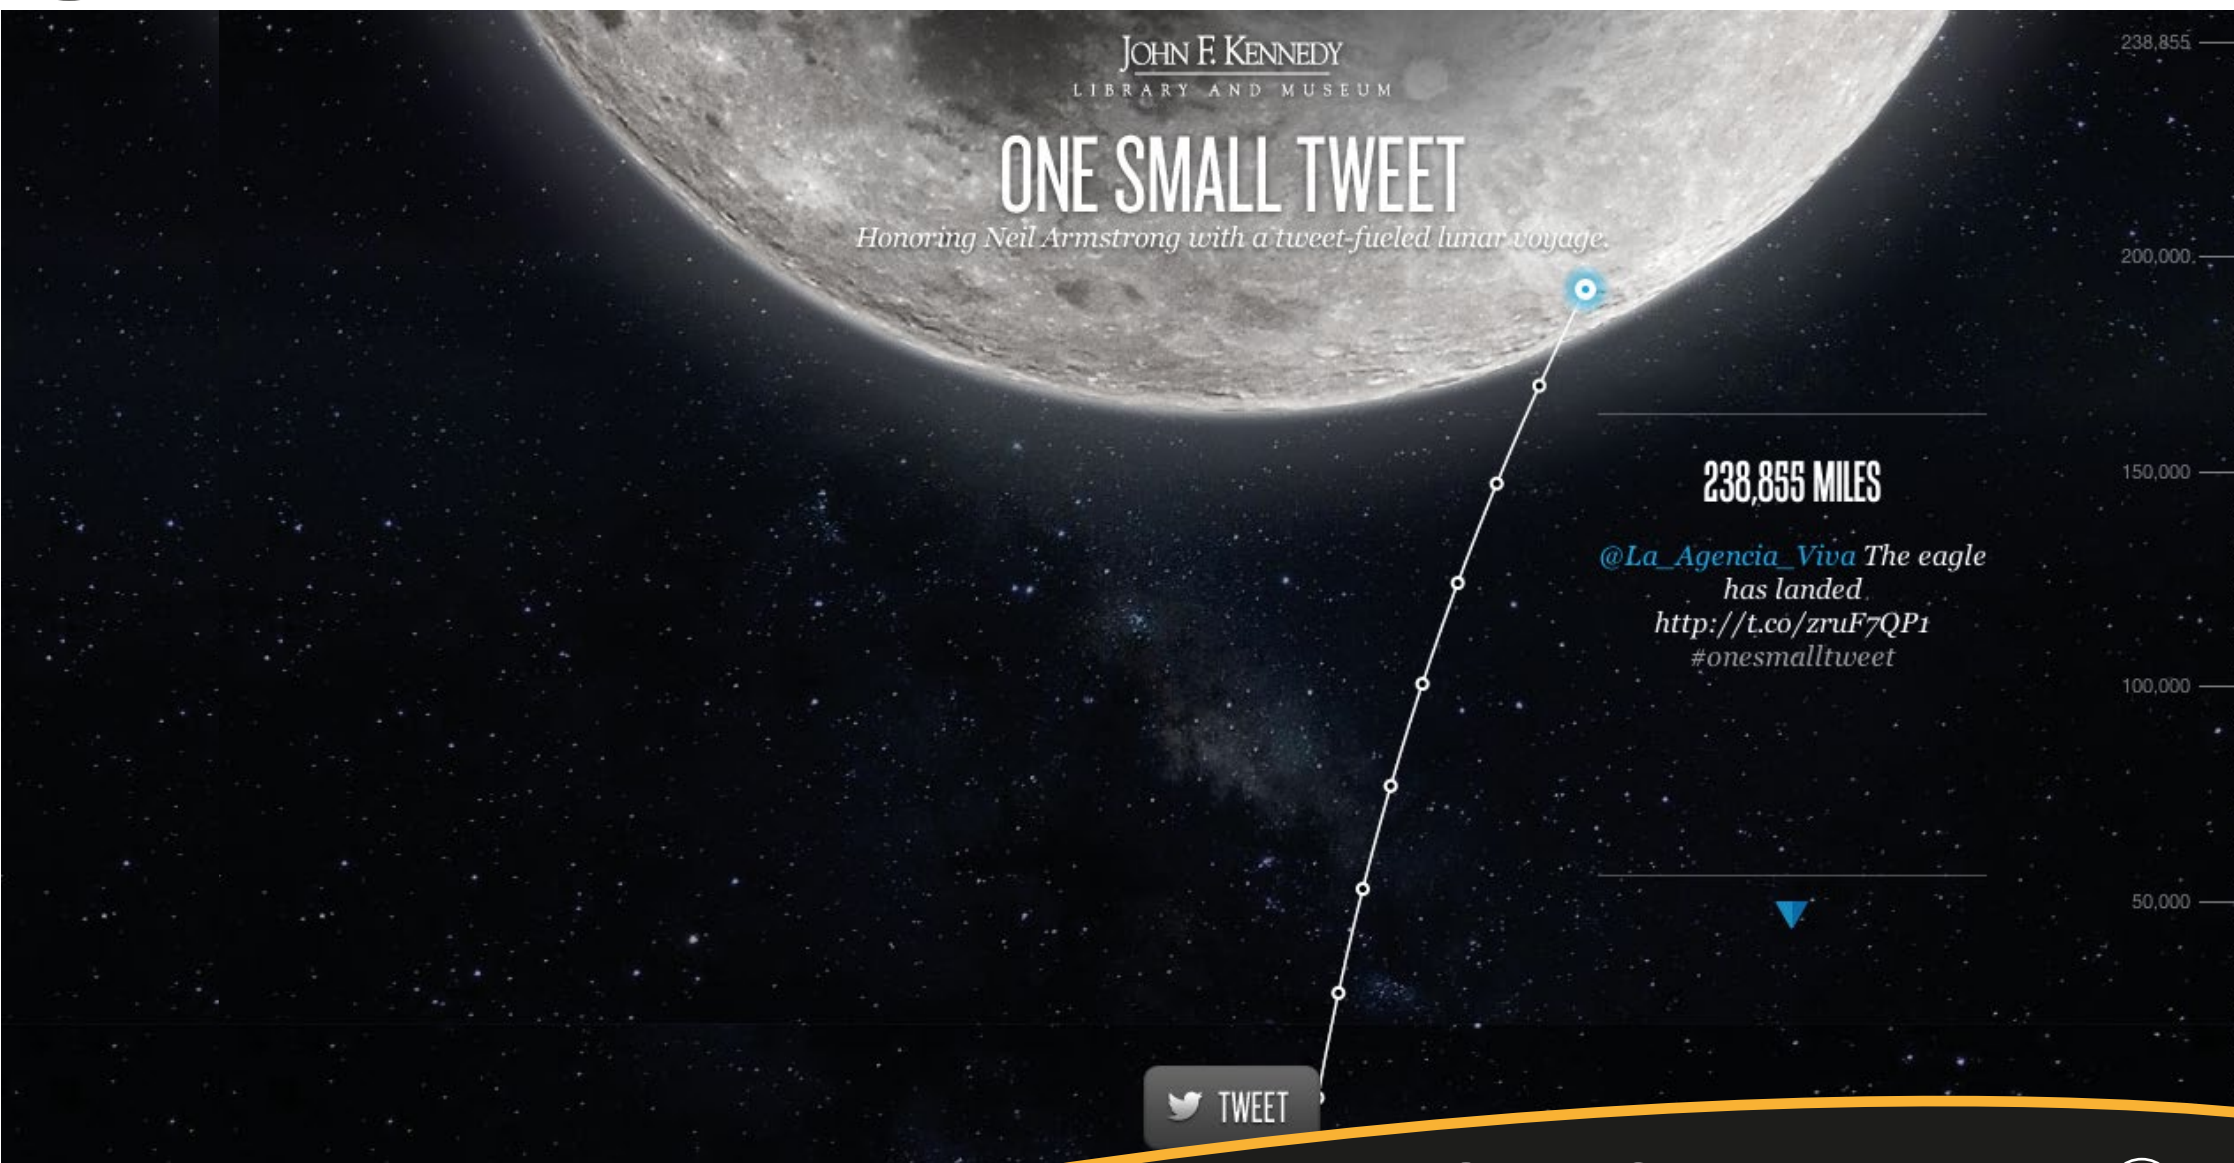 JOHN F. KENNEDY
LIBRARY AND MUSEUM
ONE SMALL TWEET
Honoring Neil Armstrong with a tweet-fueled lunar voyage.
238,855
200,000
150,000
100,000
50,000
238,855 MILES
@La_Agencia_Viva The eagle
has landed
http://t.co/zruF7QP1
#onesmalltweet
TWEET